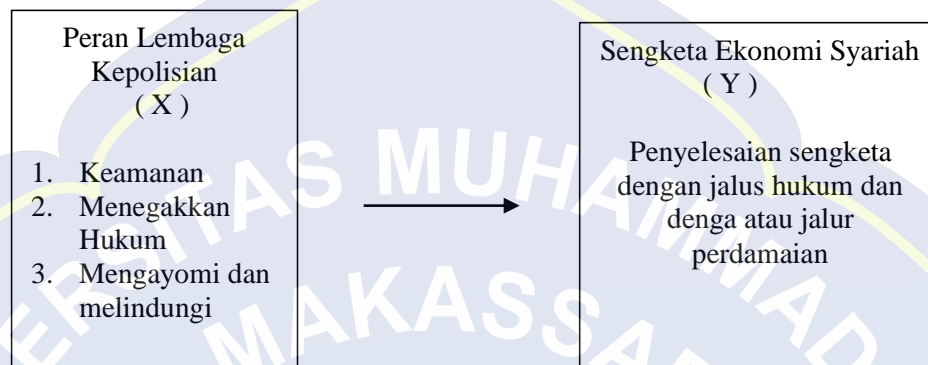 Peran Lembaga
Kepolisian
( X )
1. Keamanan
2. Menegakkan
Hukum
3. Mengayomi dan
melindungi
Sengketa Ekonomi Syariah
( Y )
Penyelesaian sengketa
dengan jalus hukum dan
denga atau jalur
perdamaian